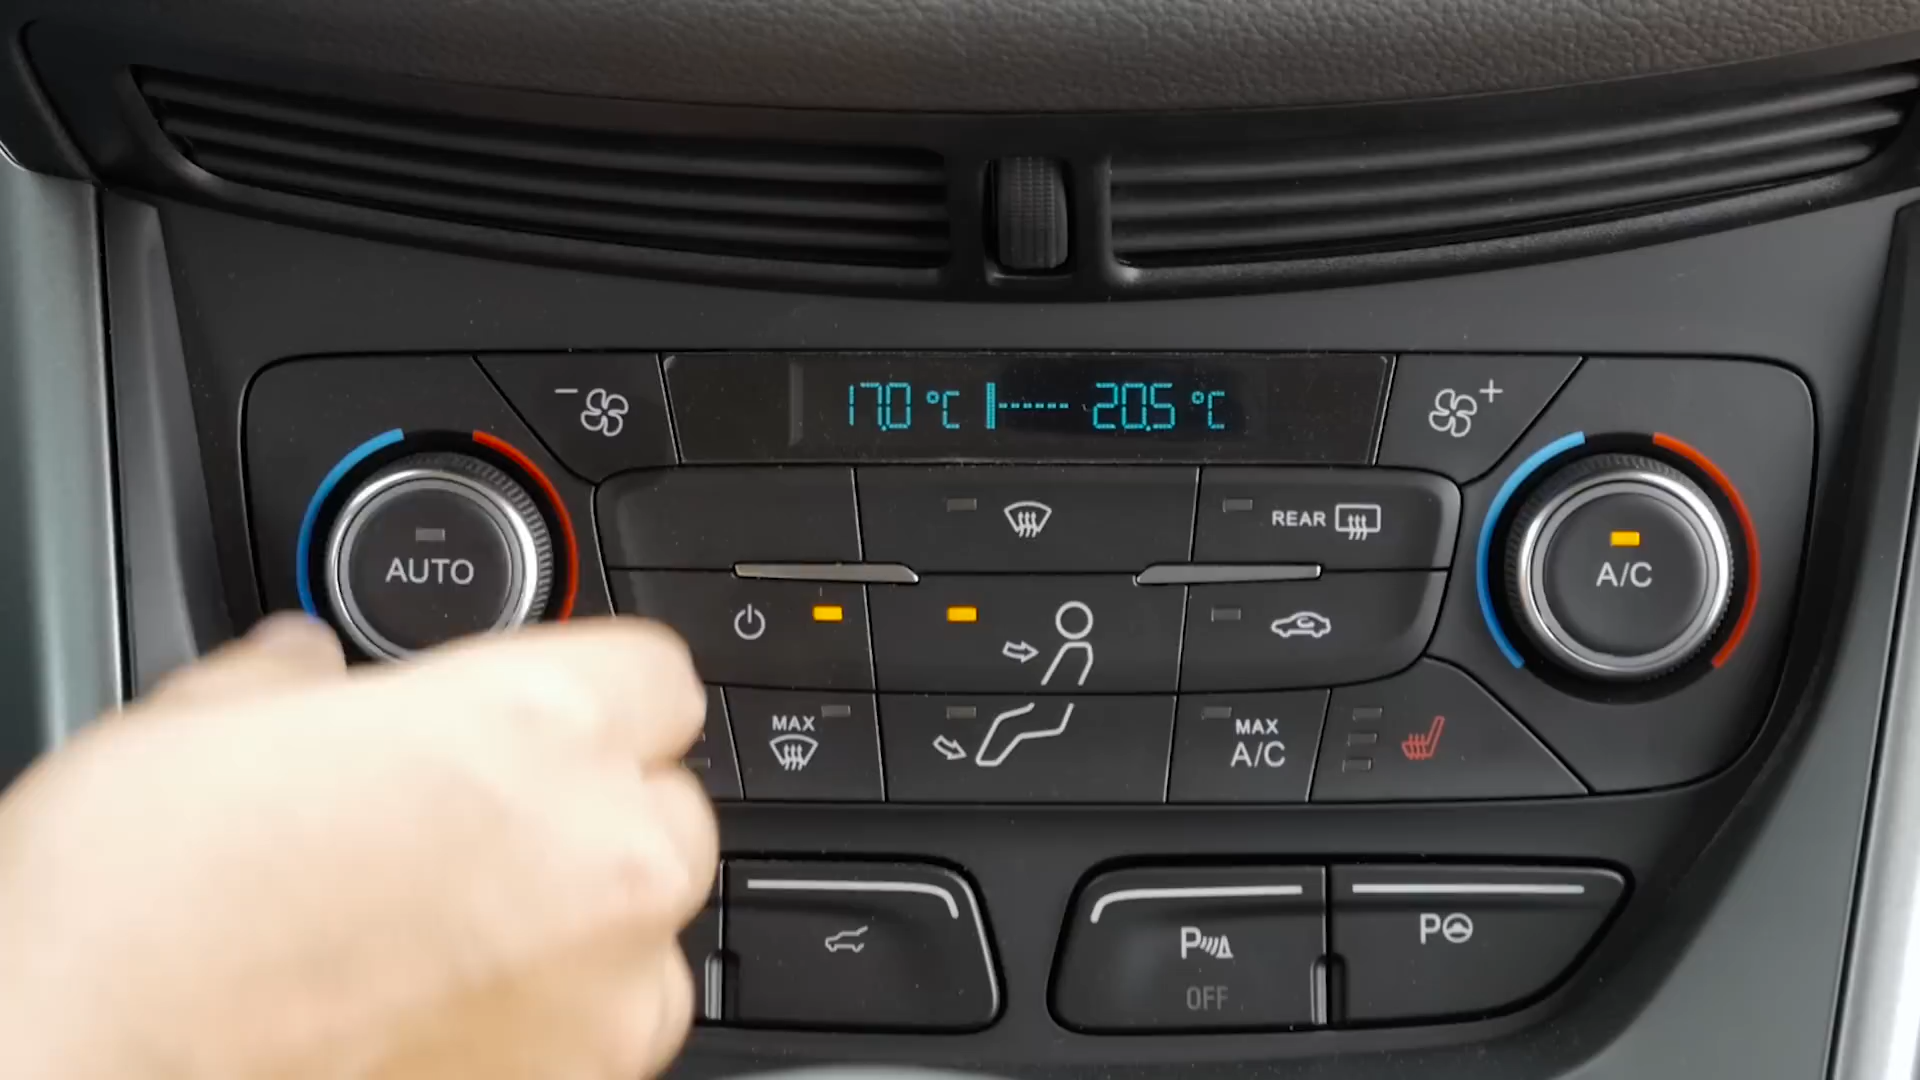 17.0 °C 20.5 °C
REAR
AUTO
A/C
MAX
MAX
A/C
P
P
OFF